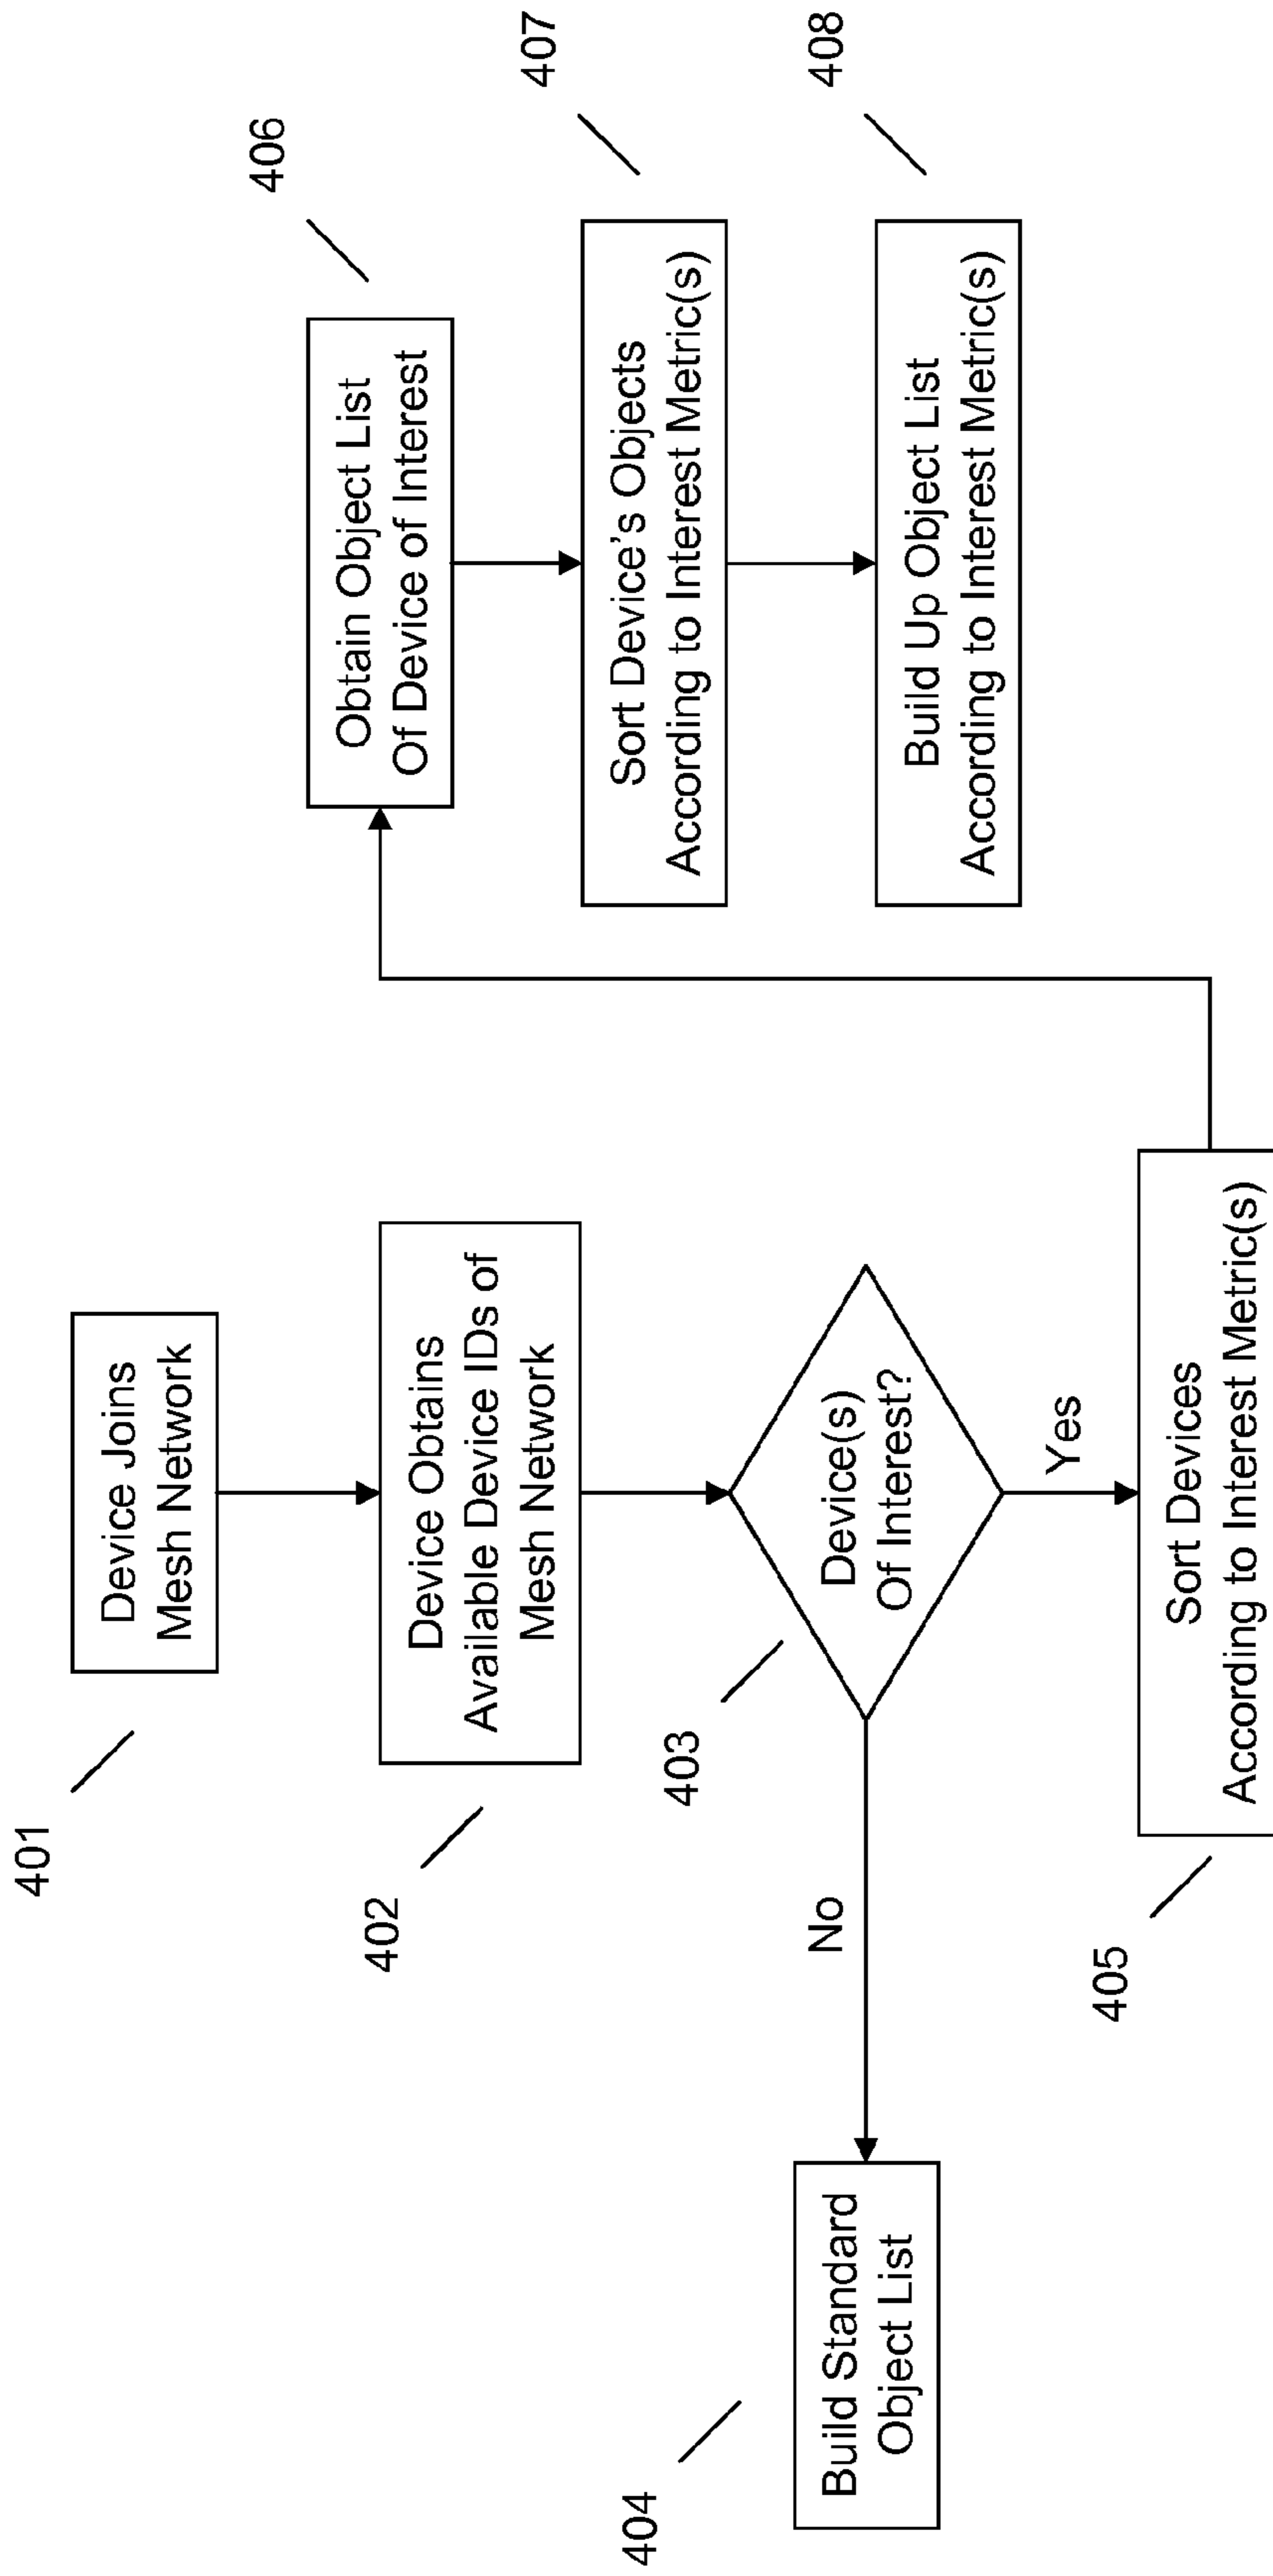 401
Device Joins
Mesh Network
402
Device Obtains
Available Device IDs of
Mesh Network
403
Device(s)
Of Interest?
No
Yes
404
Build Standard
Object List
405
Sort Devices
According to Interest Metric(s)
406
Obtain Object List
Of Device of Interest
407
Sort Device's Objects
According to Interest Metric(s)
408
Build Up Object List
According to Interest Metric(s)